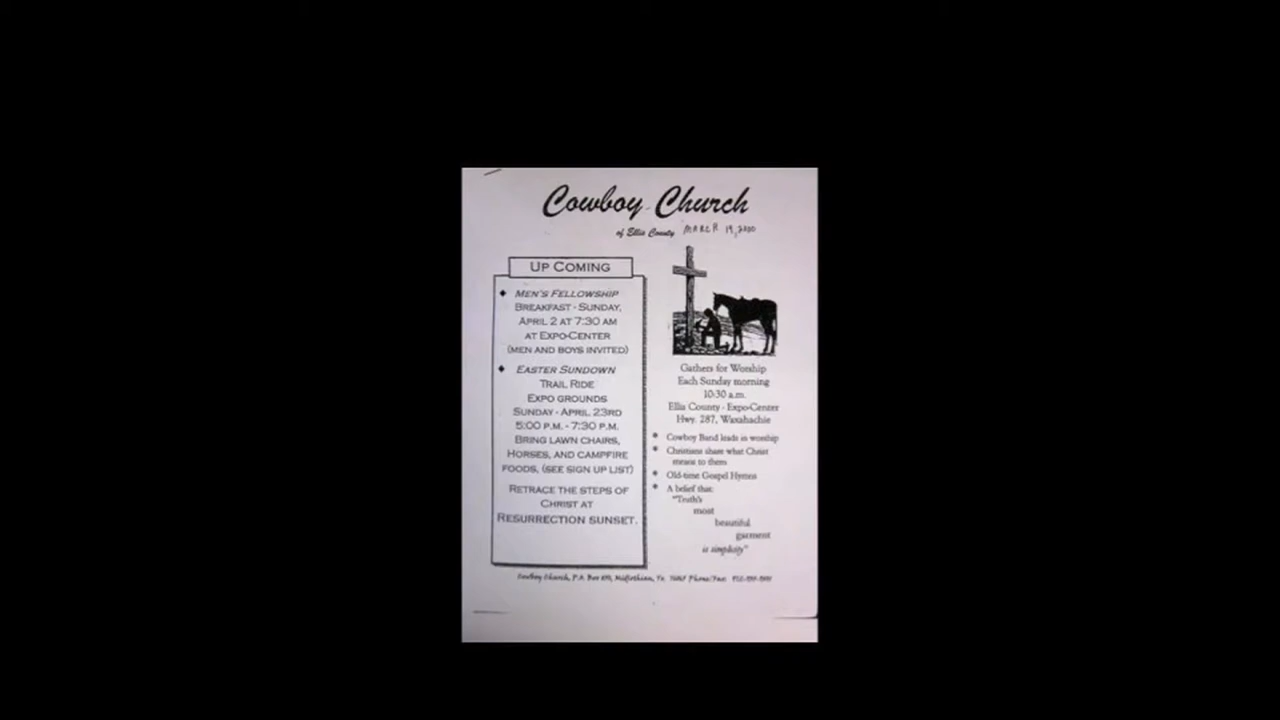 Cowboy Church
of Ellis County MARCH 19, 2000
UP COMING
MEN'S FELLOWSHIP
BREAKFAST - SUNDAY,
APRIL 2 AT 7:30 AM
AT EXPO-CENTER
(MEN AND BOYS INVITED)
EASTER SUNDOWN
TRAIL RIDE
EXPO GROUNDS
SUNDAY - APRIL 23RD
5:00 P.M. - 7:30 P.M.
BRING LAWN CHAIRS,
HORSES, AND CAMPFIRE
FOODS, (SEE SIGN UP LIST)
RETRACE THE STEPS OF
CHRIST AT
RESURRECTION SUNSET.
Gathers for Worship
Each Sunday morning
10:30 a.m.
Ellis County - Expo-Center
Hwy. 287, Waxahachie
* Cowboy Band leads in worship
* Christians share what Christ
means to them
* Old-time Gospel Hymns
* A belief that:
"Truth's
most
beautiful
garment
is simplicity"
Cowboy Church, P.O. Box Midlothian, Tx. Phone/Fax: